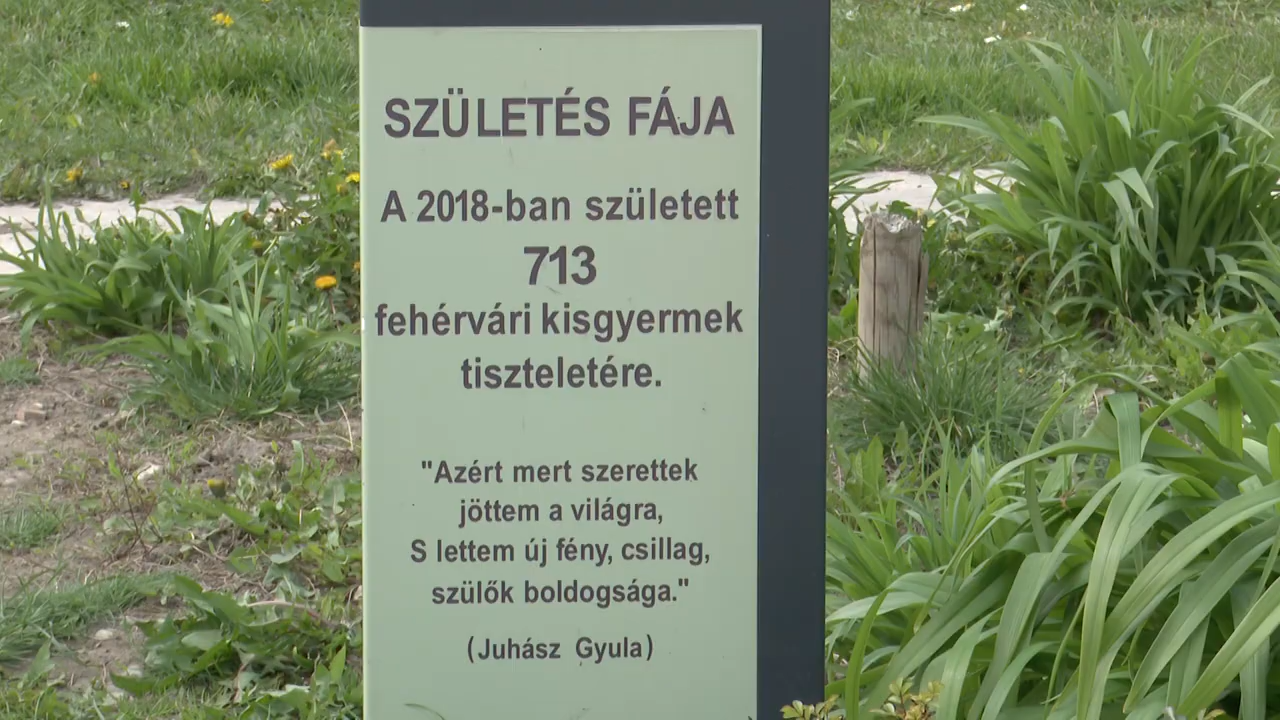 SZÜLETÉS FÁJA
A 2018-ban született
713
fehérvári kisgyermek
tiszteletére.
"Azért mert szerettek
jöttem a világra,
S lettem új fény, csillag,
szülők boldogsága."
(Juhász Gyula)